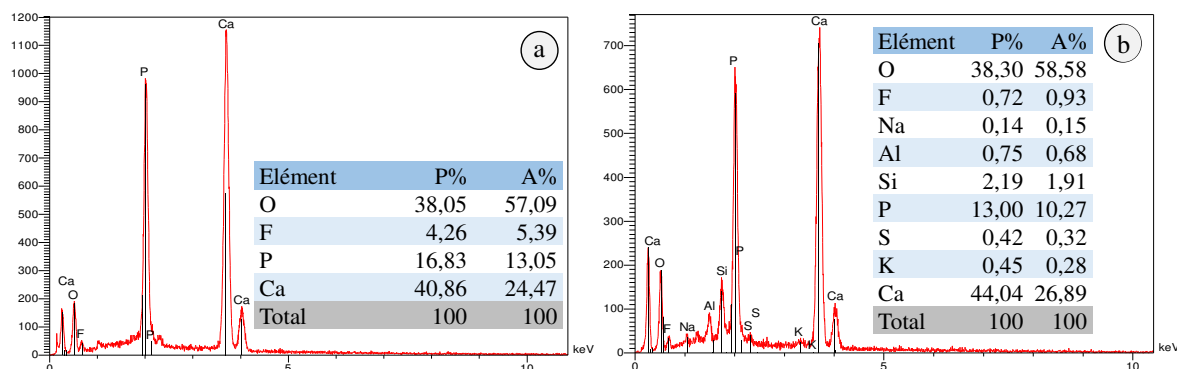 a
1200
1100
1000
900
800
700
600
500
400
300
200
100
0
Ca
P
Ca
O
F
P
Ca
0
5
10
keV
Elément P% A%
O 38,05 57,09
F 4,26 5,39
P 16,83 13,05
Ca 40,86 24,47
Total 100 100
b
700
600
500
400
300
200
100
0
Ca
P
Ca
O
F
Na
Al
Si
P
S
S
K
K
Ca
0
5
10
keV
Elément P% A%
O 38,30 58,58
F 0,72 0,93
Na 0,14 0,15
Al 0,75 0,68
Si 2,19 1,91
P 13,00 10,27
S 0,42 0,32
K 0,45 0,28
Ca 44,04 26,89
Total 100 100